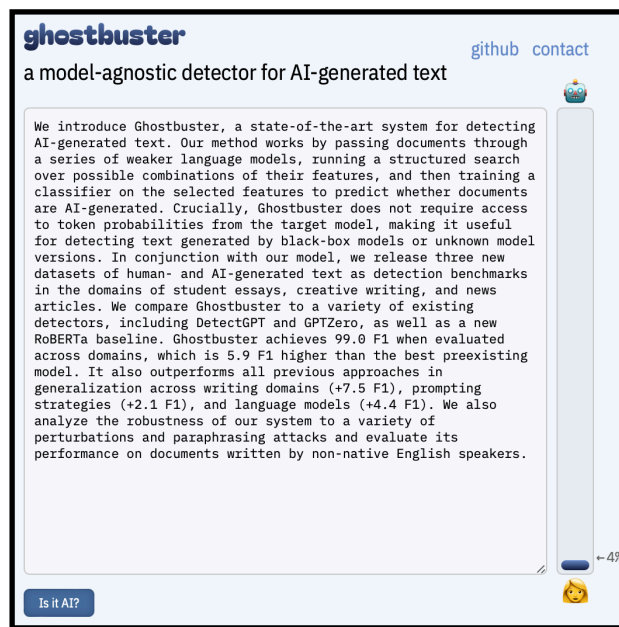 ghostbuster
github contact
a model-agnostic detector for AI-generated text
We introduce Ghostbuster, a state-of-the-art system for detecting
AI-generated text. Our method works by passing documents through
a series of weaker language models, running a structured search
over possible combinations of their features, and then training a
classifier on the selected features to predict whether documents
are AI-generated. Crucially, Ghostbuster does not require access
to token probabilities from the target model, making it useful
for detecting text generated by black-box models or unknown model
versions. In conjunction with our model, we release three new
datasets of human- and AI-generated text as detection benchmarks
in the domains of student essays, creative writing, and news
articles. We compare Ghostbuster to a variety of existing
detectors, including DetectGPT and GPTZero, as well as a new
RoBERTa baseline. Ghostbuster achieves 99.0 F1 when evaluated
across domains, which is 5.9 F1 higher than the best preexisting
model. It also outperforms all previous approaches in
generalization across writing domains (+7.5 F1), prompting
strategies (+2.1 F1), and language models (+4.4 F1). We also
analyze the robustness of our system to a variety of
perturbations and paraphrasing attacks and evaluate its
performance on documents written by non-native English speakers.
←4%
Is it AI?